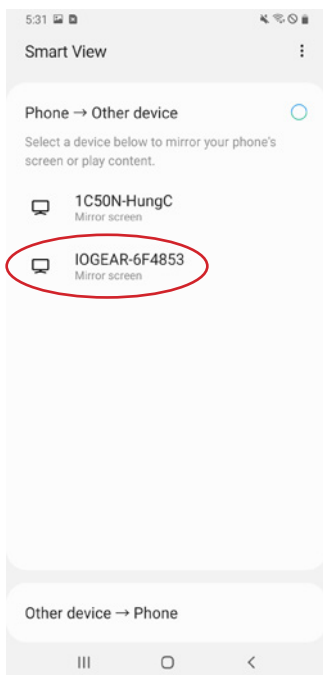 5:31
Smart View
Phone → Other device
Select a device below to mirror your phone's
screen or play content.
1C50N-HungC
Mirror screen
IOGEAR-6F4853
Mirror screen
Other device → Phone